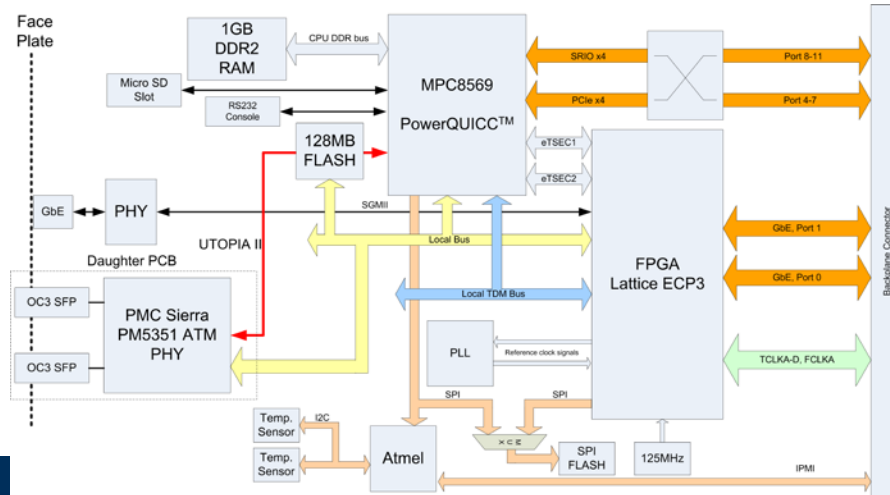 Face
Plate
1GB
DDR2
RAM
CPU DDR bus
MPC8569
PowerQUICC™
SRIO x4
Port 8-11
PCIe x4
Port 4-7
Micro SD
Slot
RS232
Console
128MB
FLASH
eTSEC1
eTSEC2
GbE
PHY
SGMII
UTOPIA II
Local Bus
GbE, Port 1
FPGA
Lattice ECP3
GbE, Port 0
Backplane Connector
Daughter PCB
Local TDM Bus
OC3 SFP
PMC Sierra
PM5351 ATM
PHY
OC3 SFP
PLL
Reference clock signals
TCLKA-D, FCLKA
SPI
SPI
Temp.
Sensor
I2C
MUX
Temp.
Sensor
Atmel
SPI
FLASH
125MHz
IPMI